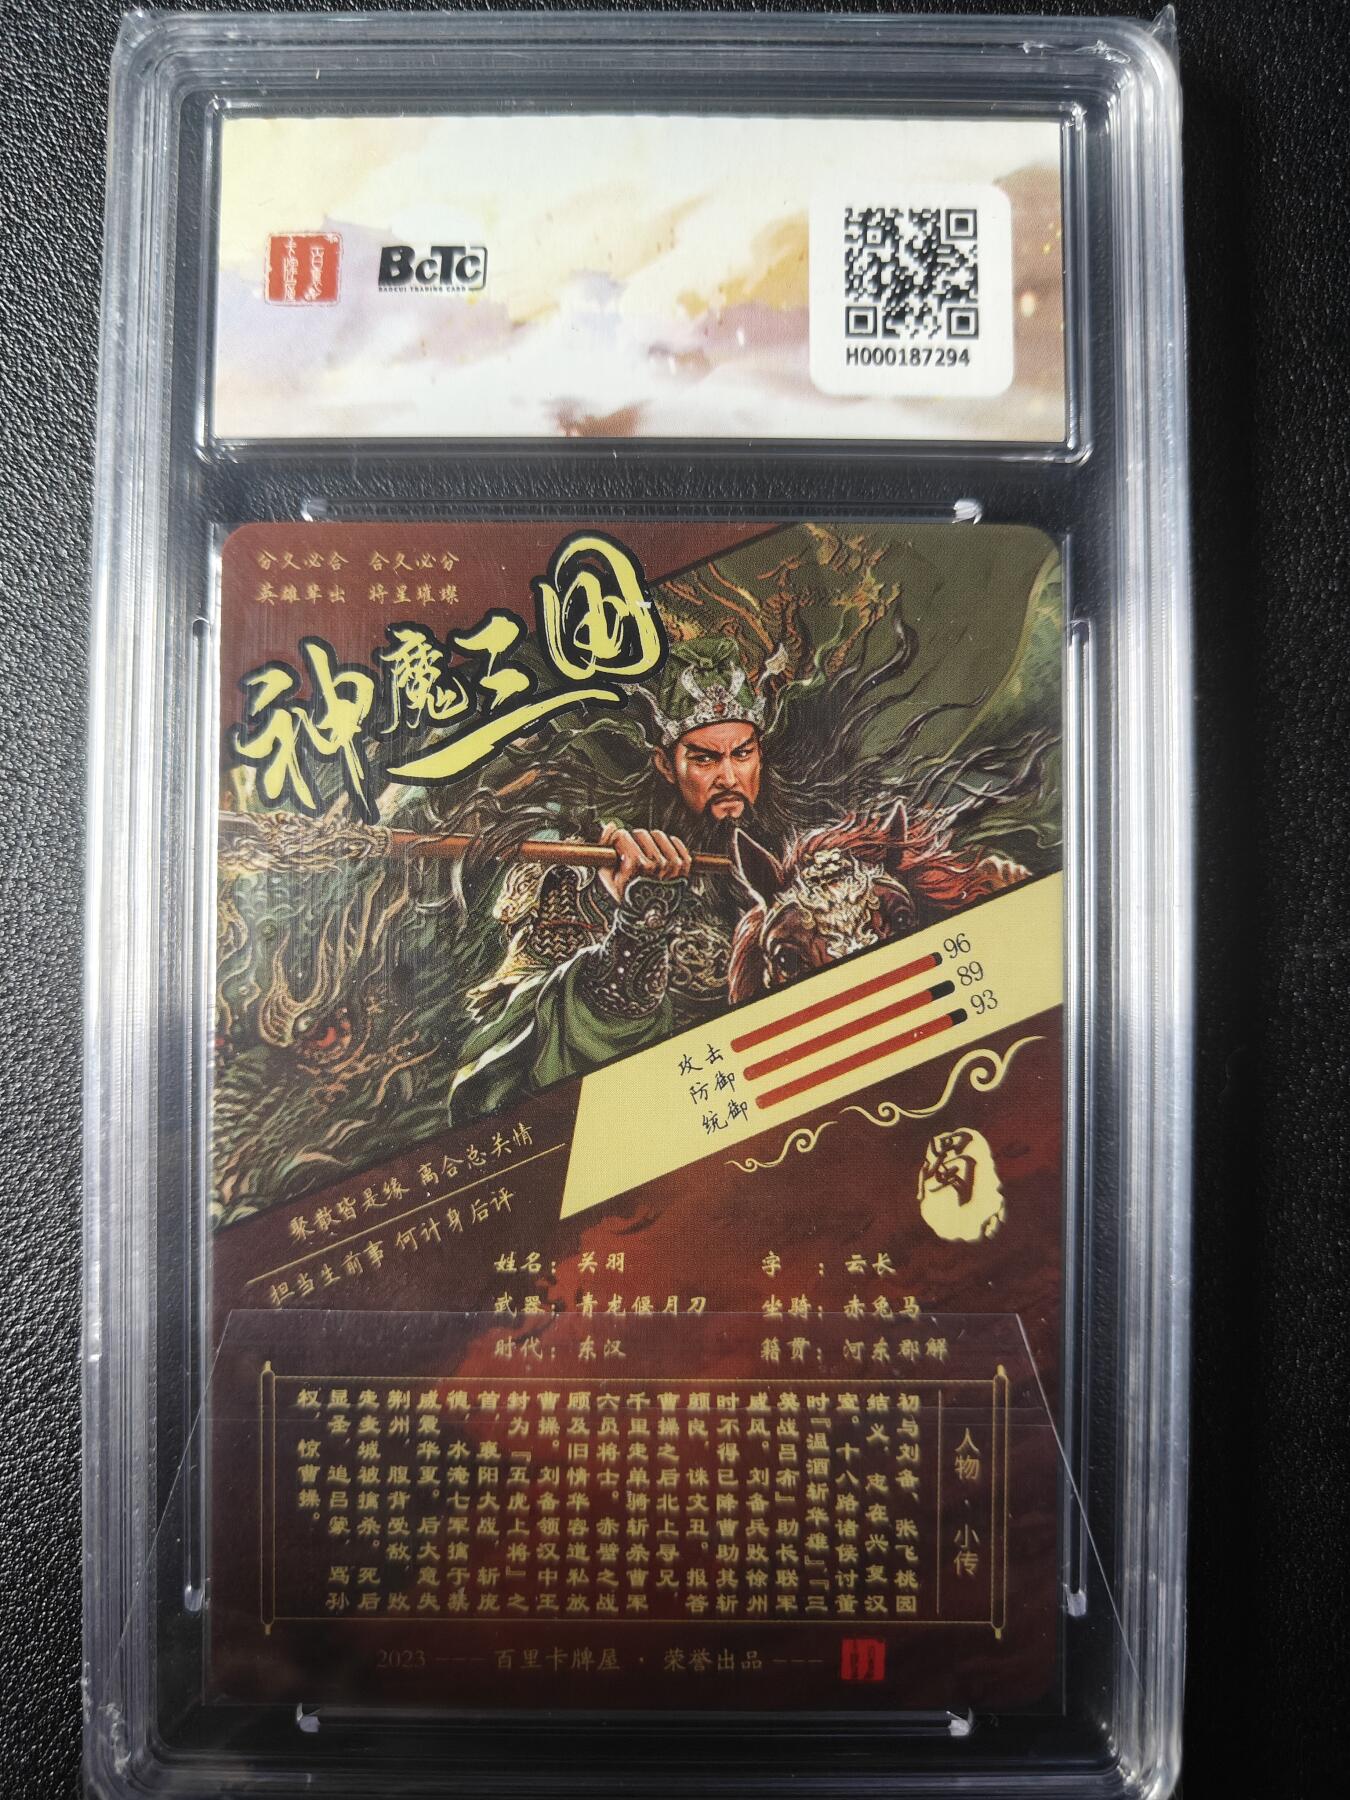 百里
卡牌屋
BCTC
BAOCUI TRADING CARD
H000187294
分久必合 合久必分
英雄辈出 将星璀璨
神魔三国
96
89
93
攻击
防御
统御
蜀
聚散皆是缘 离合总关情
担当生前事 何计身后评
姓名：关羽 字：云长
武器：青龙偃月刀 坐骑：赤兔马
时代：东汉 籍贯：河东郡解
人物·小传
初与刘备，张飞桃园
结义，志在兴复汉
室。十八路诸侯讨董
时『温酒斩华雄』『三
英战吕布』助长联军
威风。刘备兵败徐州
时不得已降曹助其斩
颜良，诛文丑。报答
曹操之后北上寻兄，
千里走单骑斩杀曹军
六员将士。赤壁之战
顾及旧情华容道私放
曹操。刘备领汉中王
封为『五虎上将』之
首，襄阳大战，斩庞
德，水淹七军擒于禁
威震华夏。后大意失
荆州，腹背受敌，败
走麦城被擒杀。死后
显圣，追吕蒙，骂孙
权，惊曹操。
2023 --- 百里卡牌屋 · 荣誉出品 ---